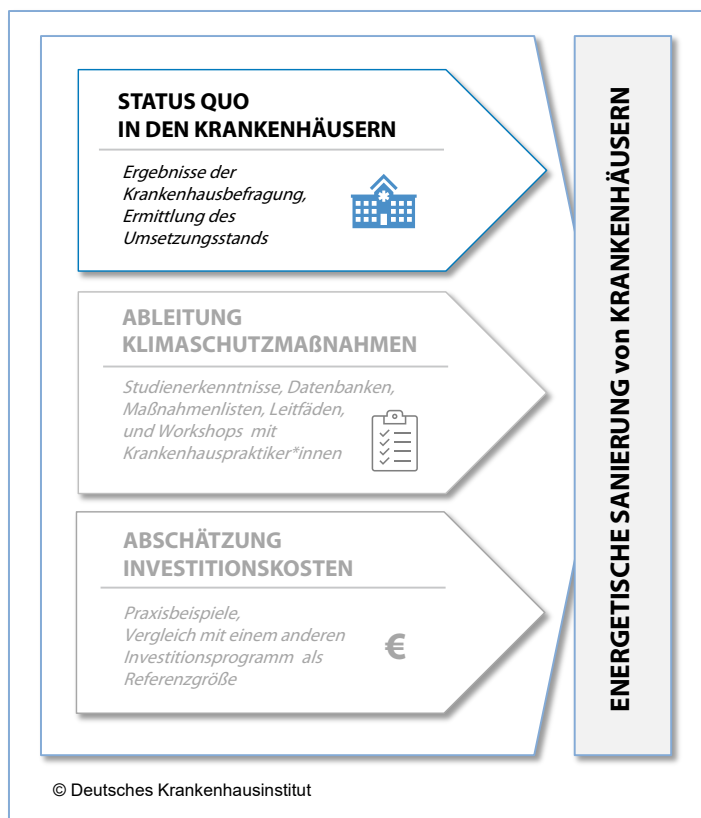 STATUS QUO
IN DEN KRANKENHÄUSERN
Ergebnisse der
Krankenhausbefragung,
Ermittlung des
Umsetzungsstands
ABLEITUNG
KLIMASCHUTZMAßNAHMEN
Studienerkenntnisse, Datenbanken,
Maßnahmenlisten, Leitfäden,
und Workshops mit
Krankenhauspraktiker*innen
ABSCHÄTZUNG
INVESTITIONSKOSTEN
Praxisbeispiele,
Vergleich mit einem anderen
Investitionsprogramm als
Referenzgröße
€
ENERGETISCHE SANIERUNG von KRANKENHÄUSERN
© Deutsches Krankenhausinstitut